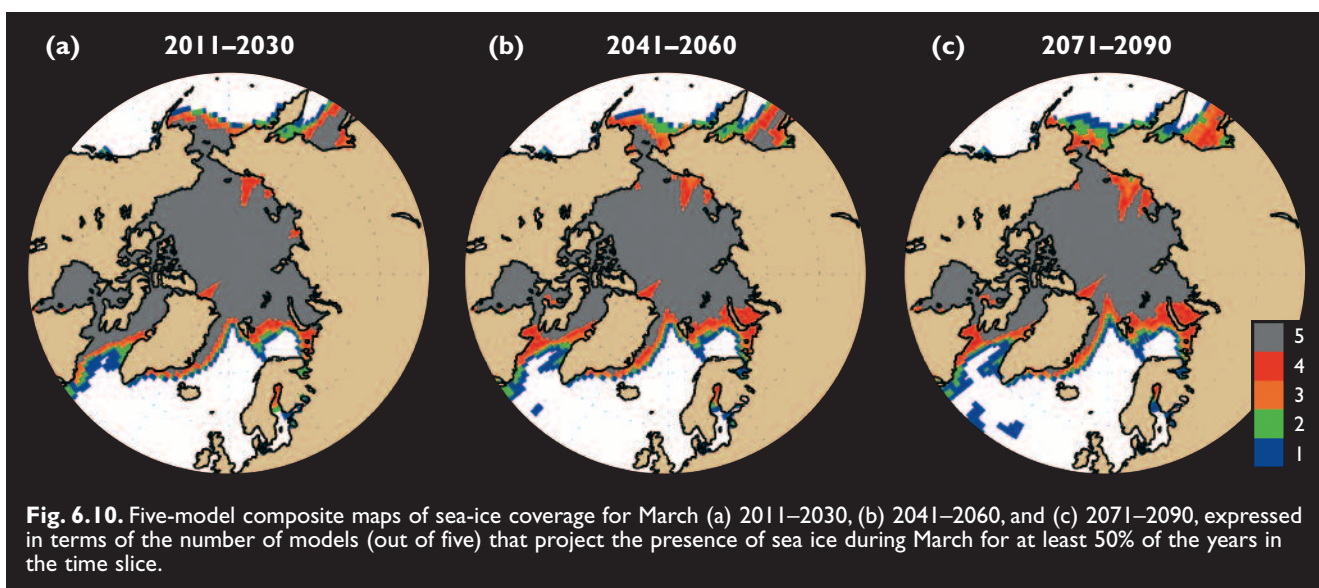 (a) 2011–2030
(b) 2041–2060
(c) 2071–2090
5
4
3
2
1
Fig. 6.10. Five-model composite maps of sea-ice coverage for March (a) 2011–2030, (b) 2041–2060, and (c) 2071–2090, expressed
in terms of the number of models (out of five) that project the presence of sea ice during March for at least 50% of the years in
the time slice.